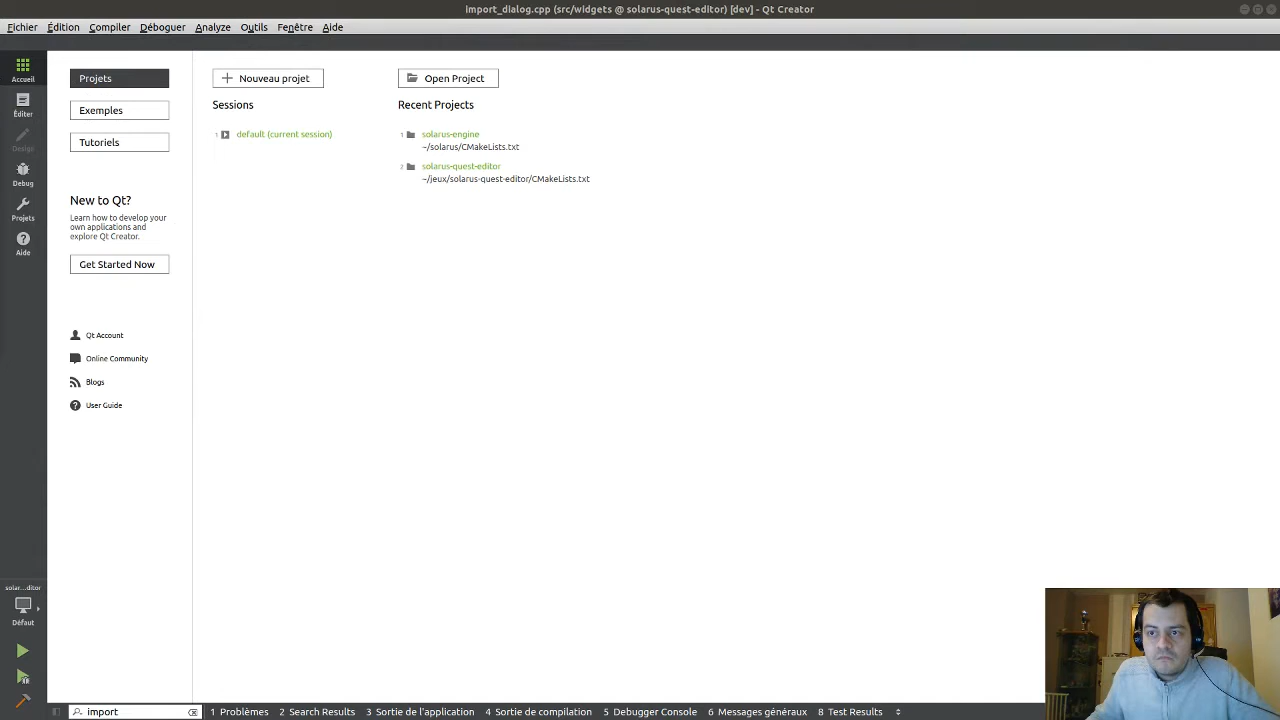 import_dialog.cpp (src/widgets @ solarus-quest-editor) [dev] - Qt Creator
Fichier Édition Compiler Déboguer Analyze Outils Fenêtre Aide
Accueil
Éditer
Design
Debug
Projets
Aide
solar...ditor
Défaut
Projets
Exemples
Tutoriels
New to Qt?
Learn how to develop your
own applications and
explore Qt Creator.
Get Started Now
Qt Account
Online Community
Blogs
User Guide
Nouveau projet
Sessions
1 default (current session)
Open Project
Recent Projects
1 solarus-engine
~/solarus/CMakeLists.txt
2 solarus-quest-editor
~/jeux/solarus-quest-editor/CMakeLists.txt
import 1 Problèmes 2 Search Results 3 Sortie de l'application 4 Sortie de compilation 5 Debugger Console 6 Messages généraux 8 Test Results